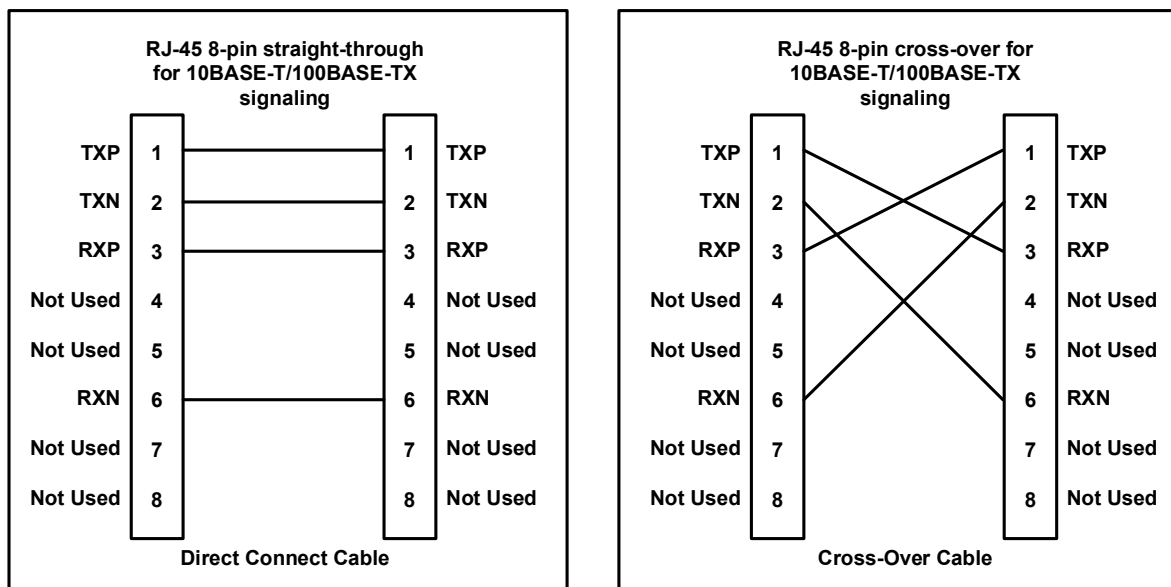 RJ-45 8-pin straight-through
for 10BASE-T/100BASE-TX
signaling
TXP 1 1 TXP
TXN 2 2 TXN
RXP 3 3 RXP
Not Used 4 4 Not Used
Not Used 5 5 Not Used
RXN 6 6 RXN
Not Used 7 7 Not Used
Not Used 8 8 Not Used
Direct Connect Cable
RJ-45 8-pin cross-over for
10BASE-T/100BASE-TX
signaling
TXP 1 1 TXP
TXN 2 2 TXN
RXP 3 3 RXP
Not Used 4 4 Not Used
Not Used 5 5 Not Used
RXN 6 6 RXN
Not Used 7 7 Not Used
Not Used 8 8 Not Used
Cross-Over Cable